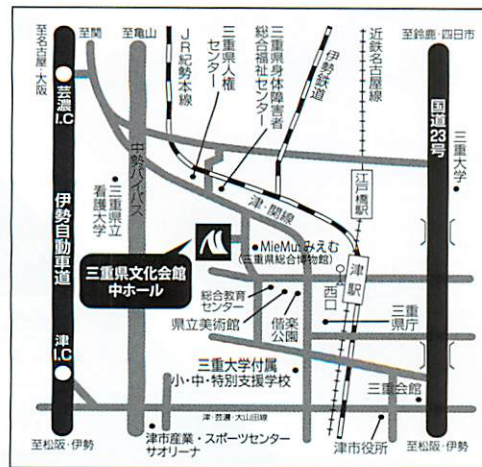 至名古屋・大阪
至関
至亀山
JR紀勢本線
三重県人権センター
三重県身体障害者総合福祉センター
伊勢鉄道
近鉄名古屋線
至鈴鹿・四日市
芸濃I.C
伊勢自動車道
津I.C
至松阪・伊勢
三重県立看護大学
中勢バイパス
津・関線
江戸橋駅
国道23号
三重大学
三重県文化会館
中ホール
MieMu:みえむ
(三重県総合博物館)
総合教育センター
県立美術館
偕楽公園
西口
津駅
三重県庁
三重大学付属
小・中・特別支援学校
三重会館
津・芸濃・大山田線
津市産業・スポーツセンター
サオリーナ
津市役所
至松阪・伊勢